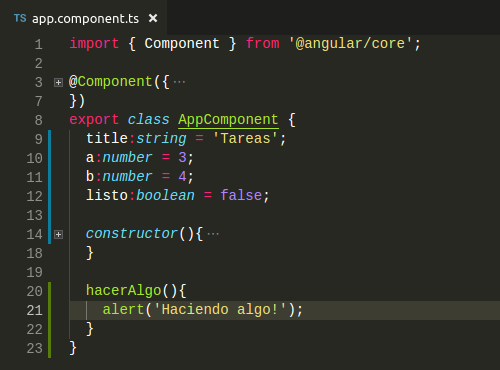 TS app.component.ts ×
1 import { Component } from '@angular/core';
2
3 @Component({ ···
7 })
8 export class AppComponent {
9 title:string = 'Tareas';
10 a:number = 3;
11 b:number = 4;
12 listo:boolean = false;
13
14 constructor(){ ···
18 }
19
20 hacerAlgo(){
21 alert('Haciendo algo!');
22 }
23 }